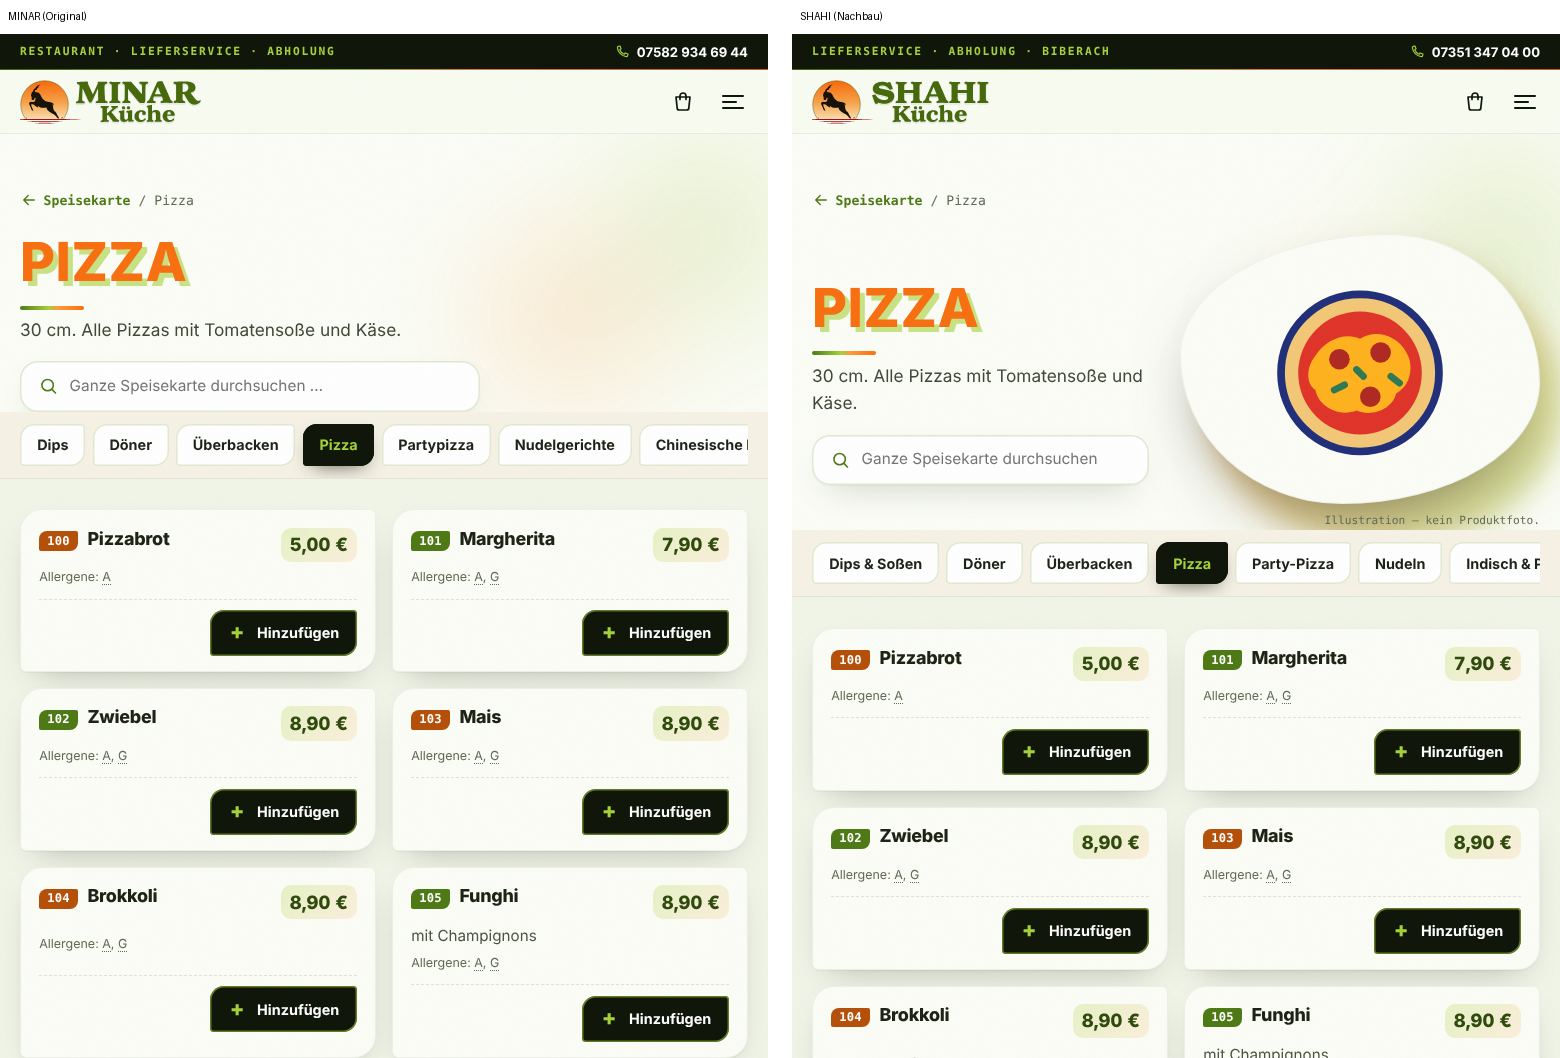 MINAR (Original)
RESTAURANT · LIEFERSERVICE · ABHOLUNG
07582 934 69 44
MINAR
Küche
← Speisekarte / Pizza
PIZZA
30 cm. Alle Pizzas mit Tomatensoße und Käse.
Ganze Speisekarte durchsuchen ...
Dips
Döner
Überbacken
Pizza
Partypizza
Nudelgerichte
Chinesische
100 Pizzabrot 5,00 €
Allergene: A
+ Hinzufügen
101 Margherita 7,90 €
Allergene: A, G
+ Hinzufügen
102 Zwiebel 8,90 €
Allergene: A, G
+ Hinzufügen
103 Mais 8,90 €
Allergene: A, G
+ Hinzufügen
104 Brokkoli 8,90 €
Allergene: A, G
+ Hinzufügen
105 Funghi 8,90 €
mit Champignons
Allergene: A, G
+ Hinzufügen
SHAHI (Nachbau)
LIEFERSERVICE · ABHOLUNG · BIBERACH
07351 347 04 00
SHAHI
Küche
← Speisekarte / Pizza
PIZZA
30 cm. Alle Pizzas mit Tomatensoße und
Käse.
Ganze Speisekarte durchsuchen
Illustration – kein Produktfoto.
Dips & Soßen
Döner
Überbacken
Pizza
Party-Pizza
Nudeln
Indisch &
100 Pizzabrot 5,00 €
Allergene: A
+ Hinzufügen
101 Margherita 7,90 €
Allergene: A, G
+ Hinzufügen
102 Zwiebel 8,90 €
Allergene: A, G
+ Hinzufügen
103 Mais 8,90 €
Allergene: A, G
+ Hinzufügen
104 Brokkoli 8,90 €
105 Funghi 8,90 €
mit Champignons